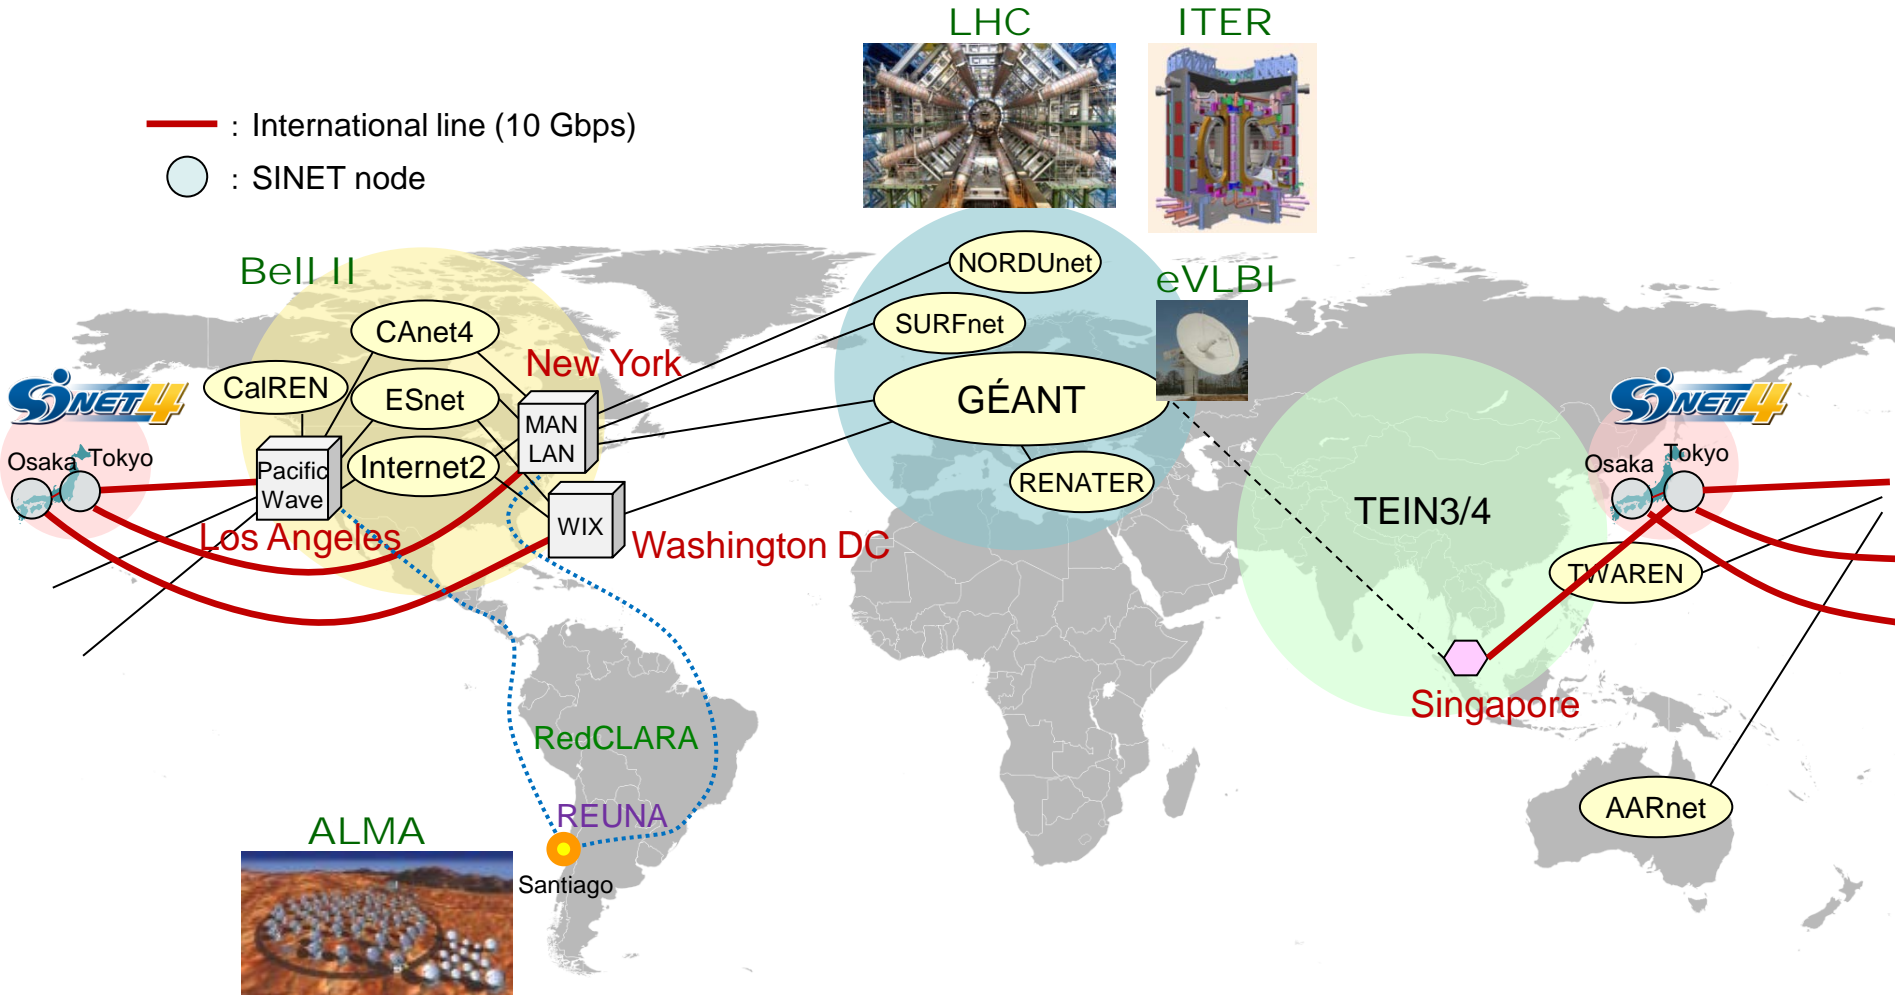 LHC
ITER
: International line (10 Gbps)
: SINET node
Bell II
NORDUnet
eVLBI
CAnet4
SURFnet
New York
CalREN
ESnet
GÉANT
SINET4
SINET4
MAN
LAN
Osaka
Tokyo
Pacific
Wave
Internet2
RENATER
Osaka
Tokyo
TEIN3/4
WIX
Los Angeles
Washington DC
TWAREN
Singapore
RedCLARA
REUNA
AARnet
ALMA
Santiago